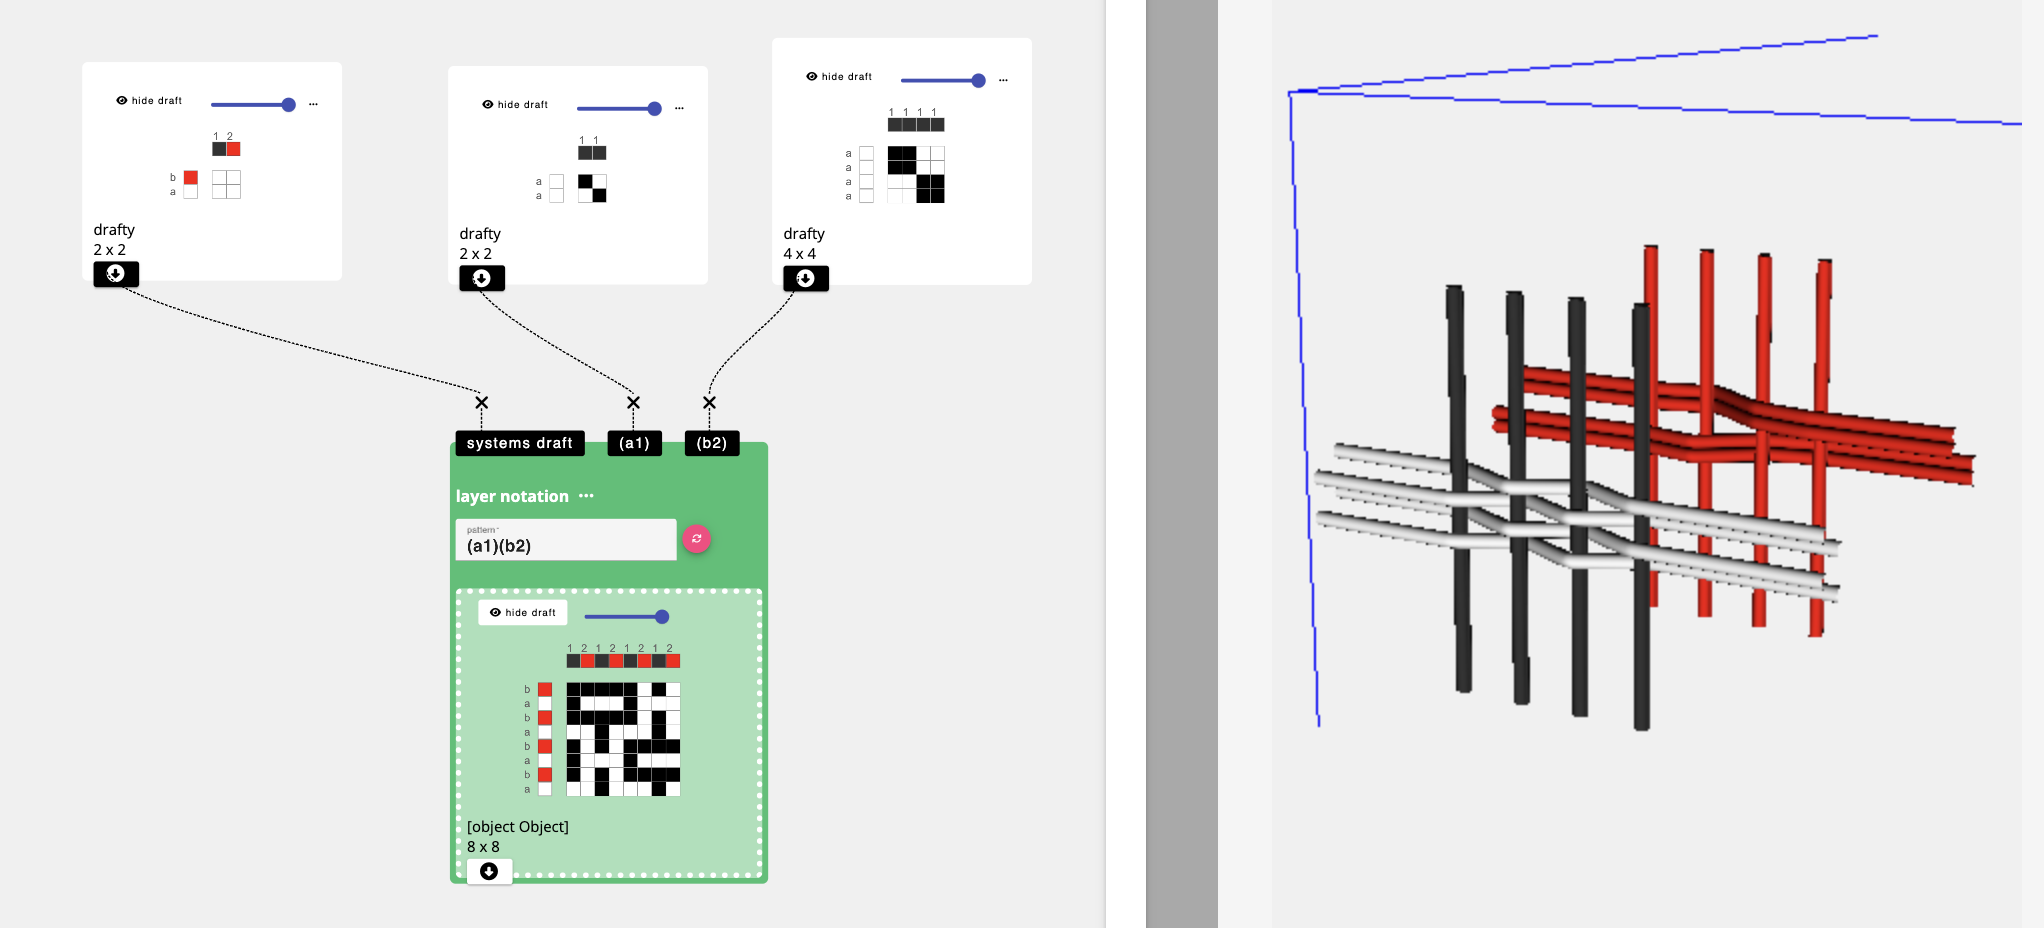 hide draft ...
1 2
b
a
drafty
2 x 2
hide draft ...
1 1
a
a
drafty
2 x 2
hide draft ...
1 1 1 1
a
a
a
a
drafty
4 x 4
systems draft (a1) (b2)
layer notation ...
pattern*
(a1)(b2)
hide draft
1 2 1 2 1 2 1 2
b
a
b
a
b
a
b
a
[object Object]
8 x 8